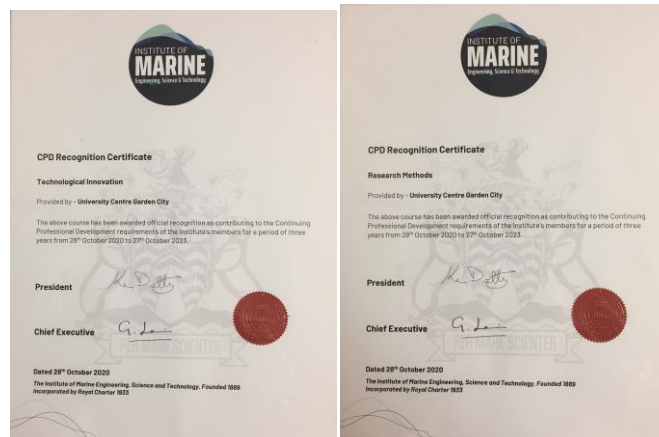 INSTITUTE OF
MARINE
Engineering, Science & Technology
CPD Recognition Certificate
Technological Innovation
Provided by - University Centre Garden City
The above course has been awarded official recognition as contributing to the Continuing
Professional Development requirements of the Institute's members for a period of three
years from 28th October 2020 to 27th October 2023.
President
Chief Executive
PER MARE SCIENTER
Dated 28th October 2020
The Institute of Marine Engineering, Science and Technology, Founded 1889
Incorporated by Royal Charter 1933
INSTITUTE OF
MARINE
Engineering, Science & Technology
CPD Recognition Certificate
Research Methods
Provided by - University Centre Garden City
The above course has been awarded official recognition as contributing to the Continuing
Professional Development requirements of the Institute's members for a period of three
years from 28th October 2020 to 27th October 2023.
President
Chief Executive
PER MARE SCIENTER
Dated 28th October 2020
The Institute of Marine Engineering, Science and Technology, Founded 1889
Incorporated by Royal Charter 1933